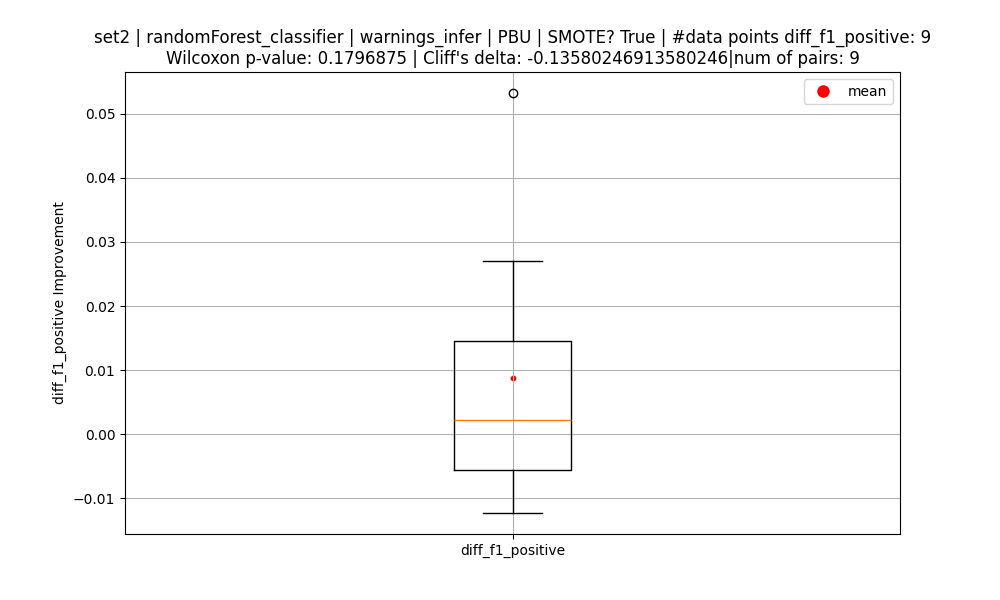 set2 | randomForest_classifier | warnings_infer | PBU | SMOTE? True | #data points diff_f1_positive: 9
Wilcoxon p-value: 0.1796875 | Cliff's delta: -0.13580246913580246|num of pairs: 9
mean
0.05
0.04
0.03
0.02
0.01
0.00
−0.01
diff_f1_positive Improvement
diff_f1_positive